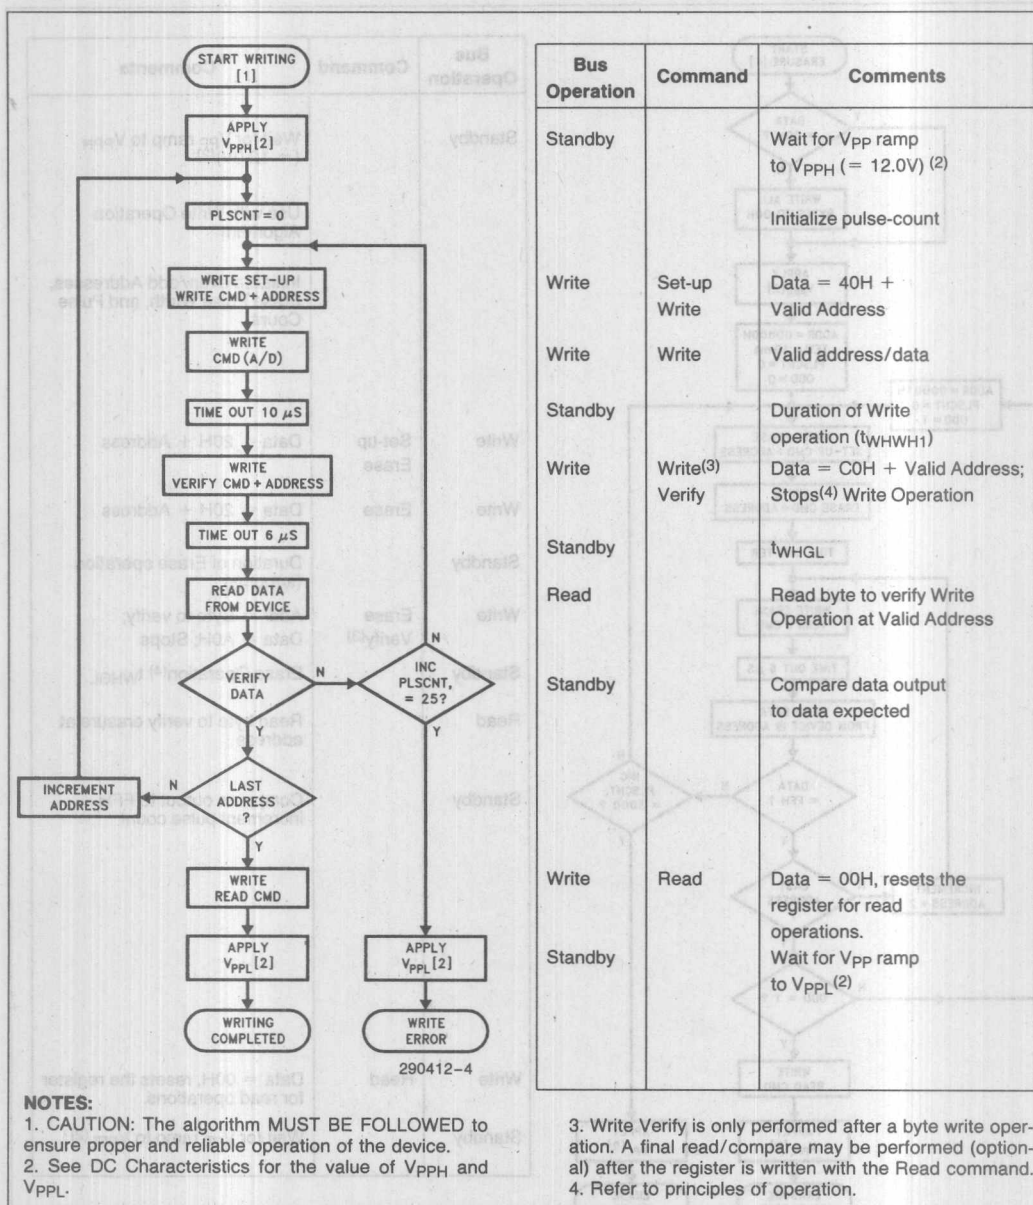 START WRITING
[1]
APPLY
VPPH [2]
PLSCNT = 0
WRITE SET-UP
WRITE CMD + ADDRESS
WRITE
CMD (A/D)
TIME OUT 10 μS
WRITE
VERIFY CMD + ADDRESS
TIME OUT 6 μS
READ DATA
FROM DEVICE
VERIFY
DATA
N
INC
PLSCNT,
= 25?
N
Y
Y
LAST
ADDRESS
?
N
INCREMENT
ADDRESS
Y
WRITE
READ CMD
APPLY
VPPL [2]
APPLY
VPPL [2]
WRITING
COMPLETED
WRITE
ERROR
290412-4
Bus
Operation
Command
Comments
Standby
Wait for VPP ramp
to VPPH (= 12.0V) (2)
Initialize pulse-count
Write Set-up Data = 40H +
Write Valid Address
Write Write Valid address/data
Standby Duration of Write
operation (tWHWH1)
Write Write(3) Data = C0H + Valid Address;
Verify Stops(4) Write Operation
Standby tWHGL
Read Read byte to verify Write
Operation at Valid Address
Standby Compare data output
to data expected
Write Read Data = 00H, resets the
register for read
operations.
Standby Wait for VPP ramp
to VPPL(2)
NOTES:
1. CAUTION: The algorithm MUST BE FOLLOWED to
ensure proper and reliable operation of the device.
2. See DC Characteristics for the value of VPPH and
VPPL.
3. Write Verify is only performed after a byte write oper-
ation. A final read/compare may be performed (option-
al) after the register is written with the Read command.
4. Refer to principles of operation.